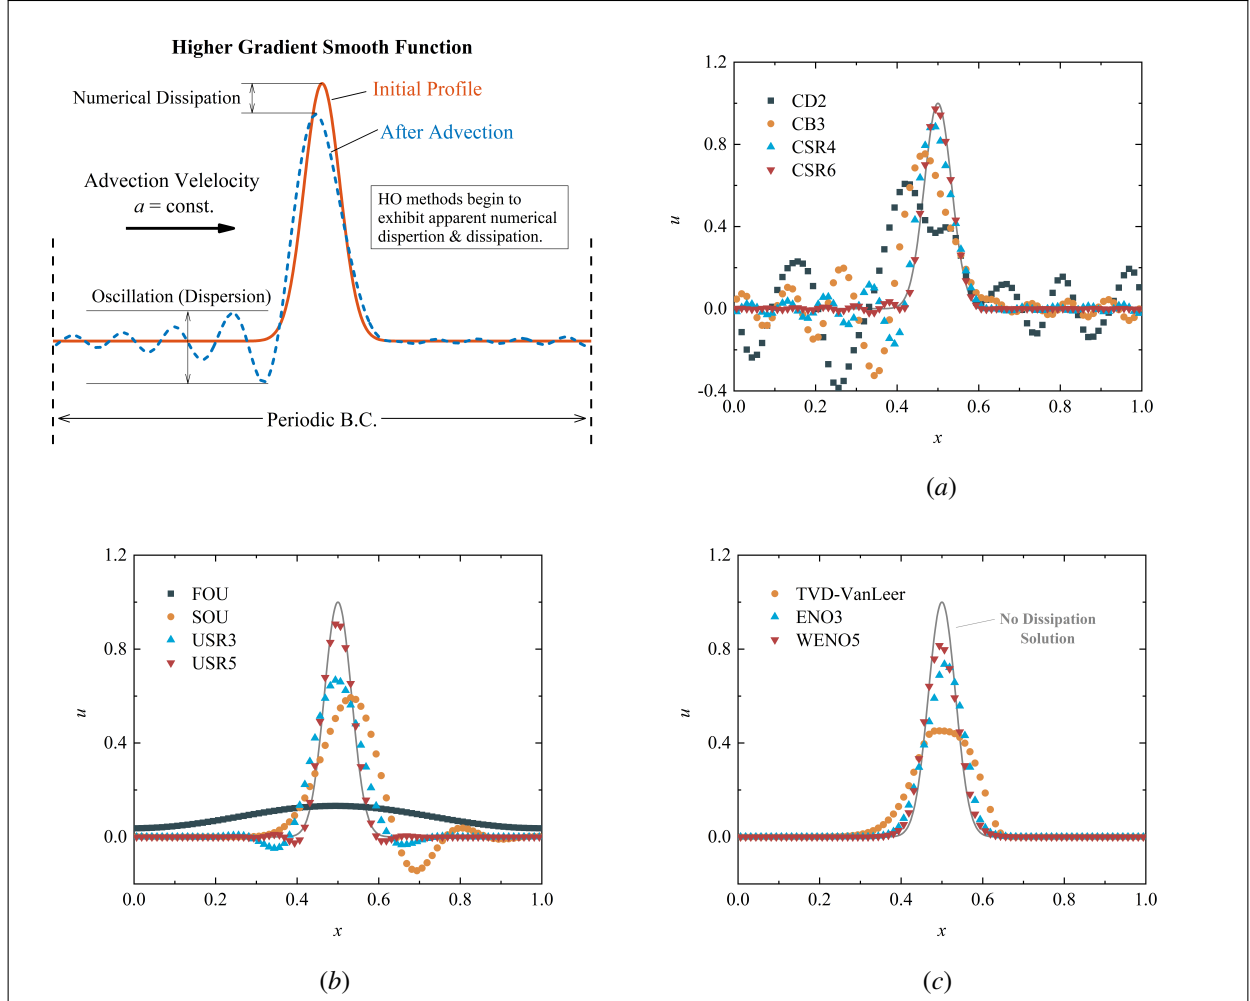 Higher Gradient Smooth Function
Numerical Dissipation
Initial Profile
After Advection
Advection Velelocity
a = const.
HO methods begin to
exhibit apparent numerical
dispertion & dissipation.
Oscillation (Dispersion)
Periodic B.C.
1.2
0.8
0.4
0.0
-0.4
u
CD2
CB3
CSR4
CSR6
0.0 0.2 0.4 0.6 0.8 1.0
x
(a)
1.2
0.8
0.4
0.0
u
FOU
SOU
USR3
USR5
0.0 0.2 0.4 0.6 0.8 1.0
x
(b)
1.2
0.8
0.4
0.0
u
TVD-VanLeer
ENO3
WENO5
No Dissipation
Solution
0.0 0.2 0.4 0.6 0.8 1.0
x
(c)